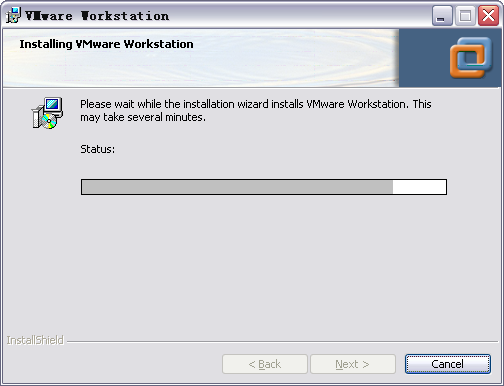 VMware Workstation
Installing VMware Workstation
Please wait while the installation wizard installs VMware Workstation. This
may take several minutes.
Status:
InstallShield
< Back
Next >
Cancel